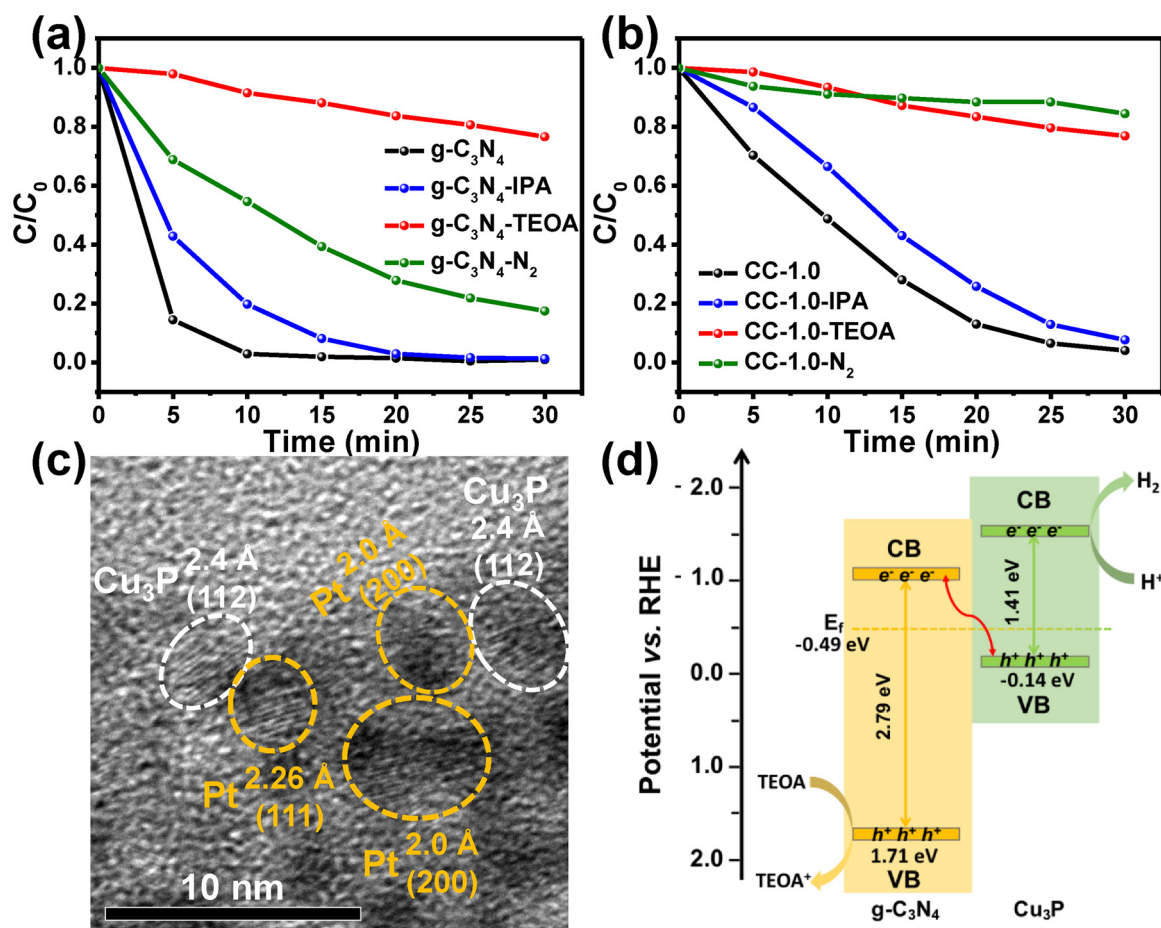 (a)
C/C₀
1.0
0.8
0.6
0.4
0.2
0.0
g-C₃N₄
g-C₃N₄-IPA
g-C₃N₄-TEOA
g-C₃N₄-N₂
0 5 10 15 20 25 30
Time (min)
(b)
C/C₀
1.0
0.8
0.6
0.4
0.2
0.0
CC-1.0
CC-1.0-IPA
CC-1.0-TEOA
CC-1.0-N₂
0 5 10 15 20 25 30
Time (min)
(c)
Cu₃P 2.4 Å
(112)
Pt 2.0 Å
(200)
Cu₃P
2.4 Å
(112)
Pt 2.26 Å
(111)
Pt 2.0 Å
(200)
10 nm
(d)
Potential vs. RHE
- 2.0
- 1.0
0.0
1.0
2.0
CB
e⁻ e⁻ e⁻
2.79 eV
Ef
-0.49 eV
TEOA
TEOA⁺
h⁺ h⁺ h⁺
1.71 eV
VB
g-C₃N₄
CB
e⁻ e⁻ e⁻
1.41 eV
h⁺ h⁺ h⁺
-0.14 eV
VB
H₂
H⁺
Cu₃P